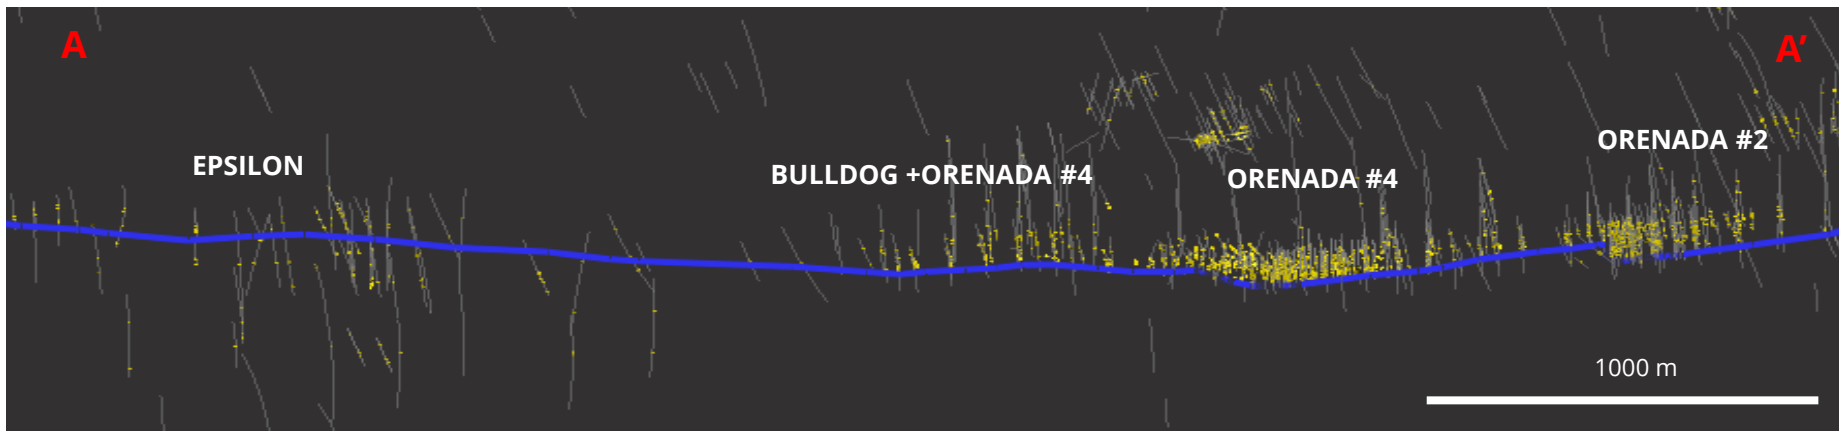 A
A’
ORENADA #2
EPSILON
BULLDOG +ORENADA #4
ORENADA #4
1000 m